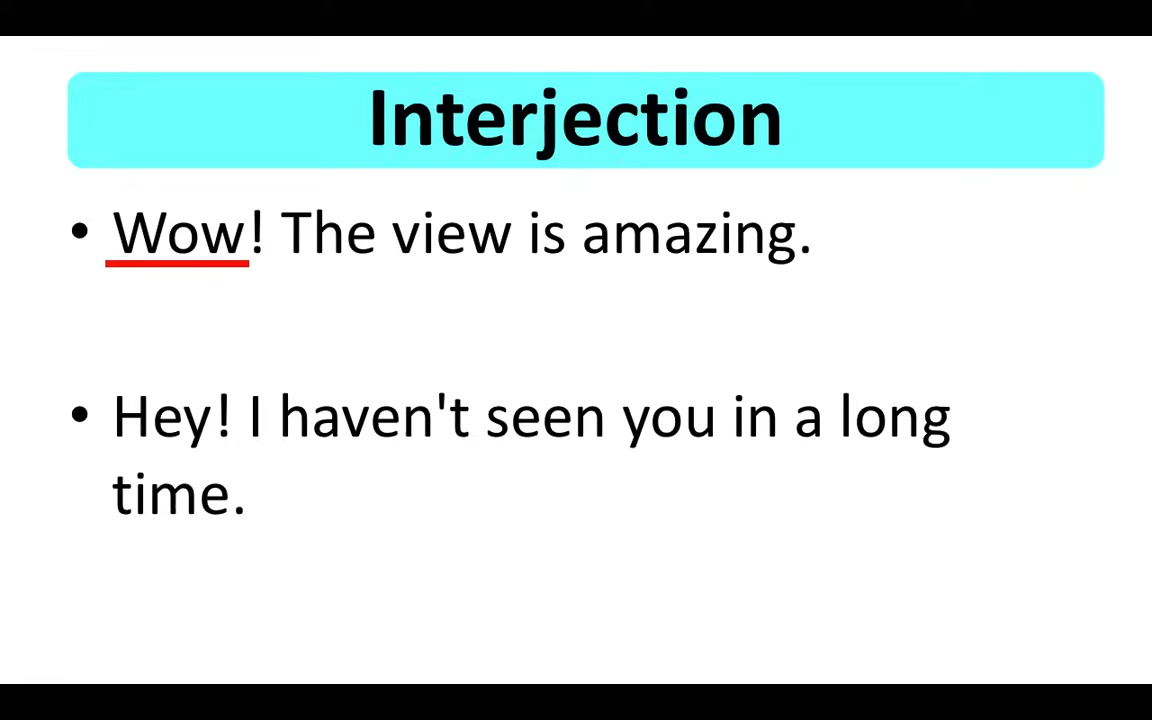 Interjection
• Wow! The view is amazing.
• Hey! I haven't seen you in a long
time.